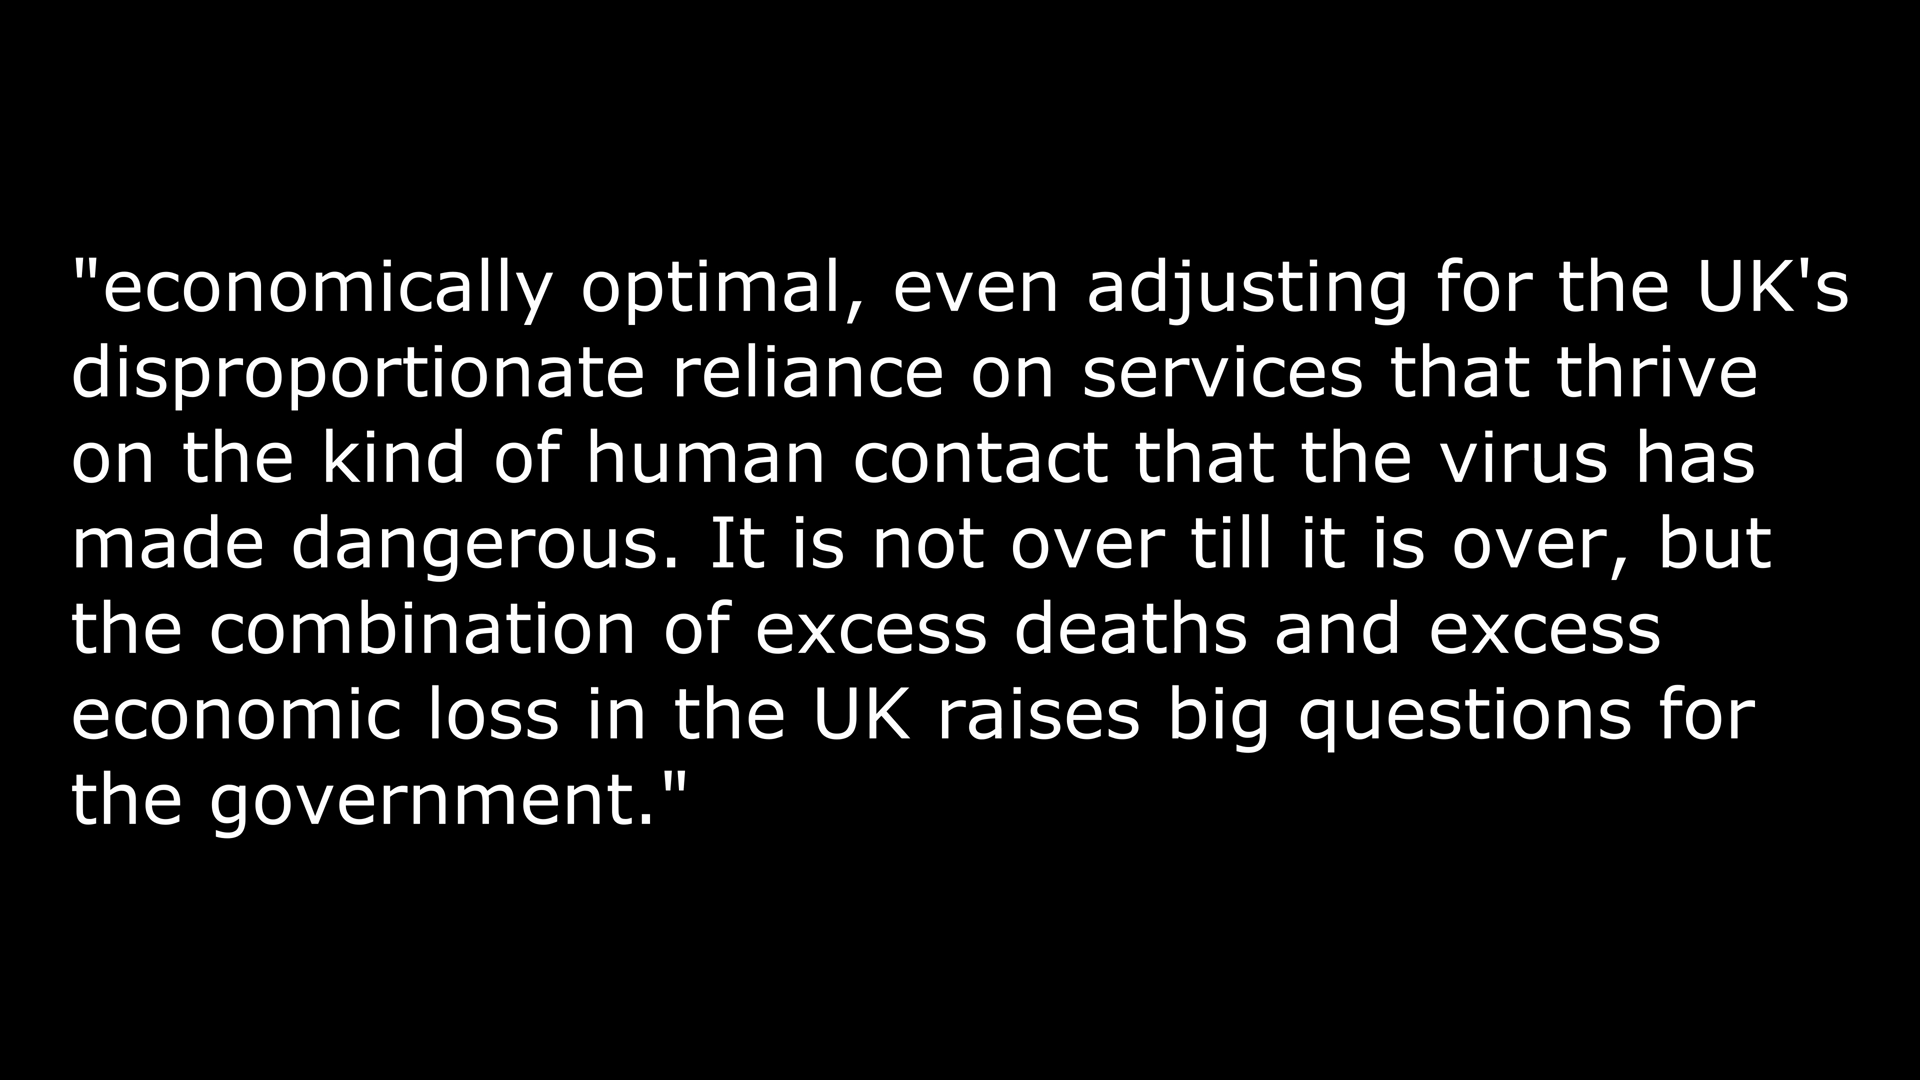 "economically optimal, even adjusting for the UK's
disproportionate reliance on services that thrive
on the kind of human contact that the virus has
made dangerous. It is not over till it is over, but
the combination of excess deaths and excess
economic loss in the UK raises big questions for
the government."